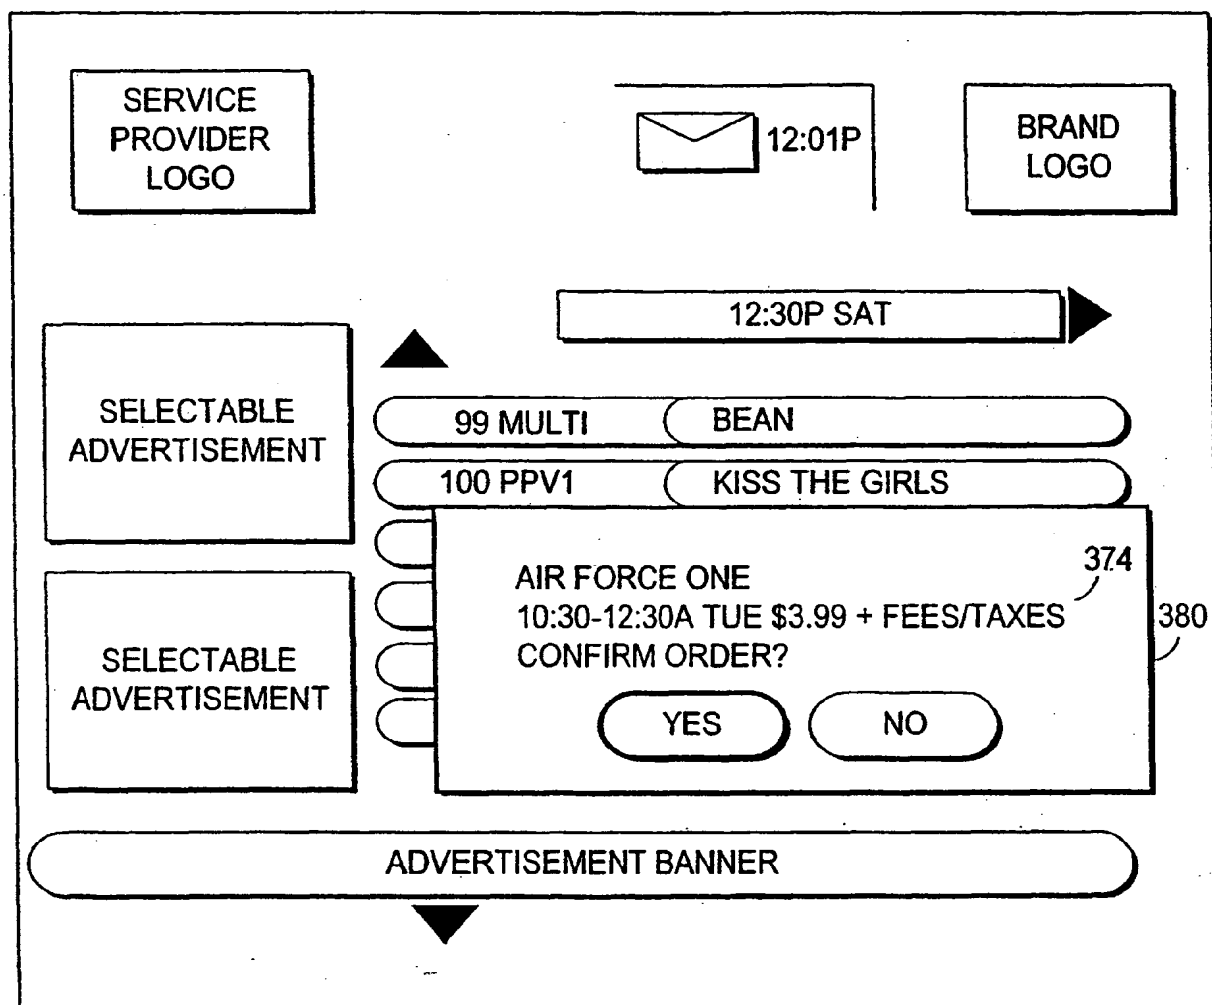 SERVICE
PROVIDER
LOGO
12:01P
BRAND
LOGO
12:30P SAT
SELECTABLE
ADVERTISEMENT
99 MULTI BEAN
100 PPV1 KISS THE GIRLS
AIR FORCE ONE
374
10:30-12:30A TUE $3.99 + FEES/TAXES
380
CONFIRM ORDER?
SELECTABLE
ADVERTISEMENT
YES NO
ADVERTISEMENT BANNER